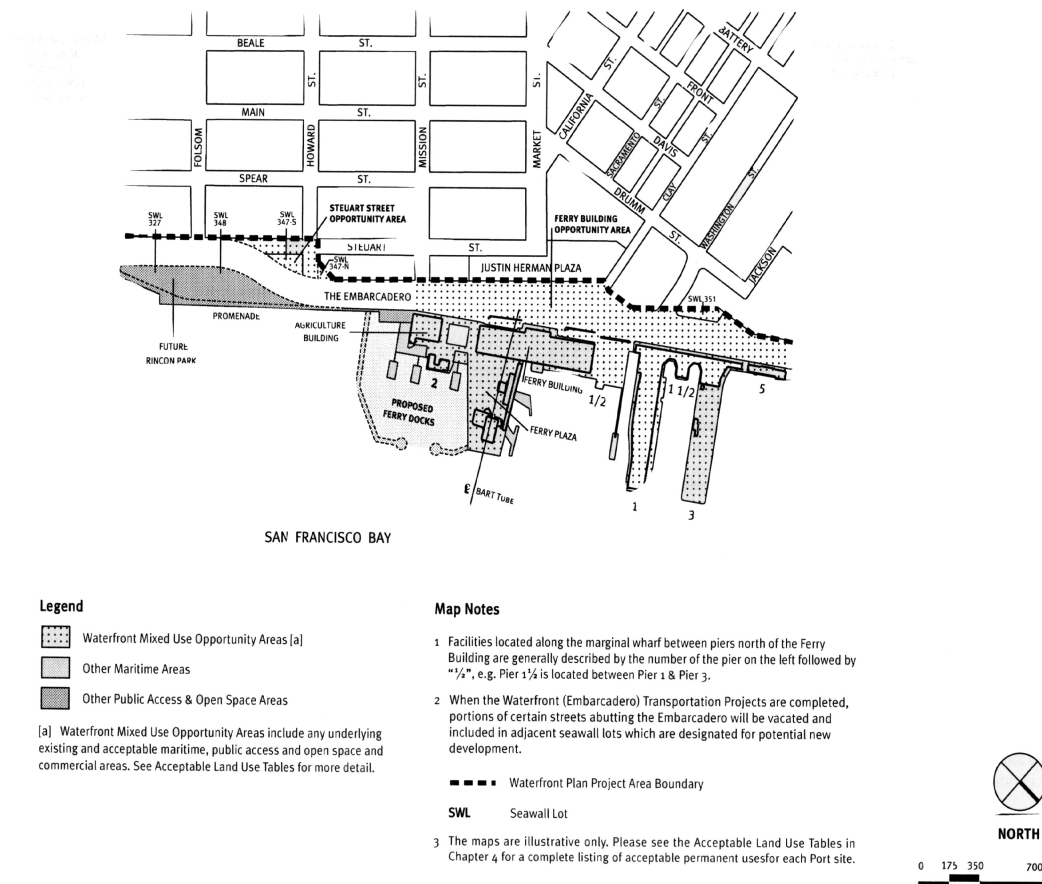 BEALE ST.
BATTERY
ST.
ST.
ST.
ST.
ST.
FRONT
ST.
MAIN ST.
CALIFORNIA
FOLSOM
HOWARD
MISSION
MARKET
SACRAMENTO
DAVIS
ST.
SPEAR ST.
DRUMM
CLAY
ST.
WASHINGTON
ST.
JACKSON
SWL
327
SWL
348
SWL
347-S
STEUART STREET
OPPORTUNITY AREA
FERRY BUILDING
OPPORTUNITY AREA
STEUART ST.
SWL
347-N
JUSTIN HERMAN PLAZA
THE EMBARCADERO
SWL 351
PROMENADE
AGRICULTURE
BUILDING
FUTURE
RINCON PARK
2
FERRY BUILDING
1/2
1 1/2
5
PROPOSED
FERRY DOCKS
FERRY PLAZA
BART TUBE
1
3
SAN FRANCISCO BAY
Legend
Waterfront Mixed Use Opportunity Areas [a]
Other Maritime Areas
Other Public Access & Open Space Areas
[a] Waterfront Mixed Use Opportunity Areas include any underlying
existing and acceptable maritime, public access and open space and
commercial areas. See Acceptable Land Use Tables for more detail.
Map Notes
1 Facilities located along the marginal wharf between piers north of the Ferry
Building are generally described by the number of the pier on the left followed by
“½”, e.g. Pier 1½ is located between Pier 1 & Pier 3.
2 When the Waterfront (Embarcadero) Transportation Projects are completed,
portions of certain streets abutting the Embarcadero will be vacated and
included in adjacent seawall lots which are designated for potential new
development.
Waterfront Plan Project Area Boundary
SWL Seawall Lot
3 The maps are illustrative only. Please see the Acceptable Land Use Tables in
Chapter 4 for a complete listing of acceptable permanent usesfor each Port site.
NORTH
0 175 350 700